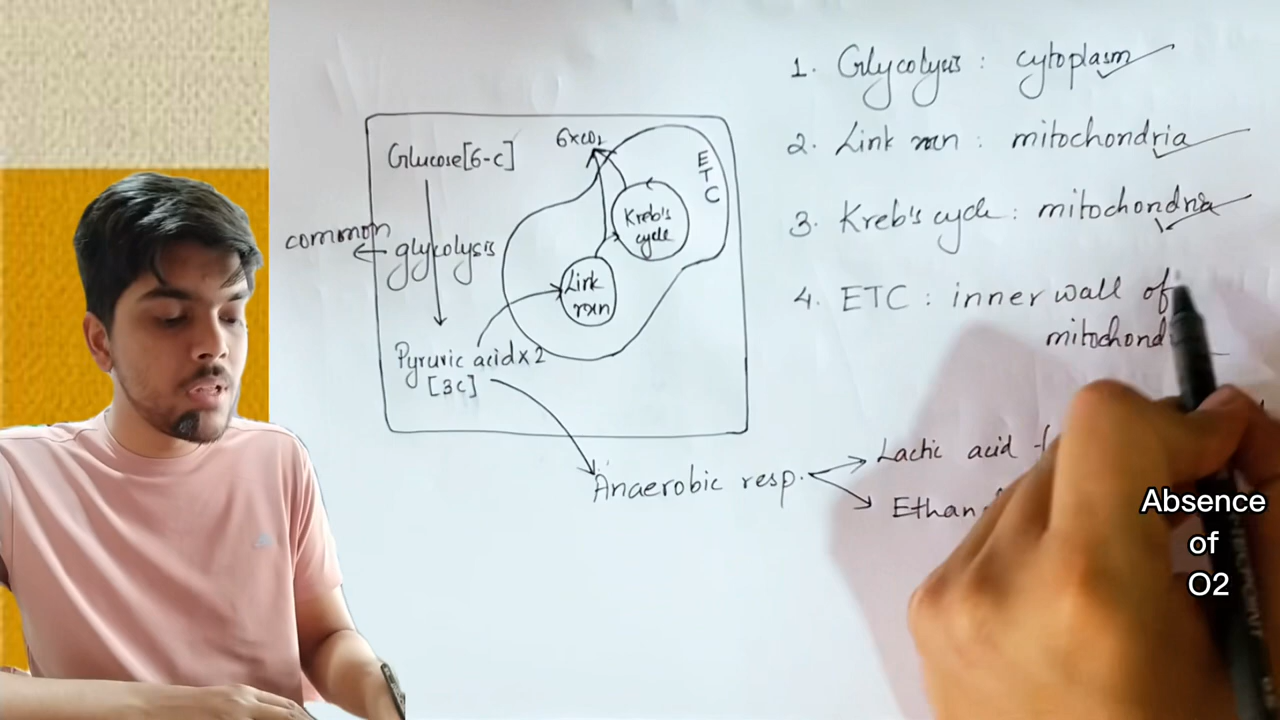 1. Glycolysis : cytoplasm
2. Link rxn : mitochondria
3. Kreb's cycle : mitochondria
4. ETC : inner wall of
mitochond
Glucose[6-C]
6xCO2
ETC
Kreb's
cycle
common
glycolysis
Link
rxn
Pyruvic acid x 2
[3C]
Anaerobic resp.
Lactic acid
Ethan
Absence
of
O2